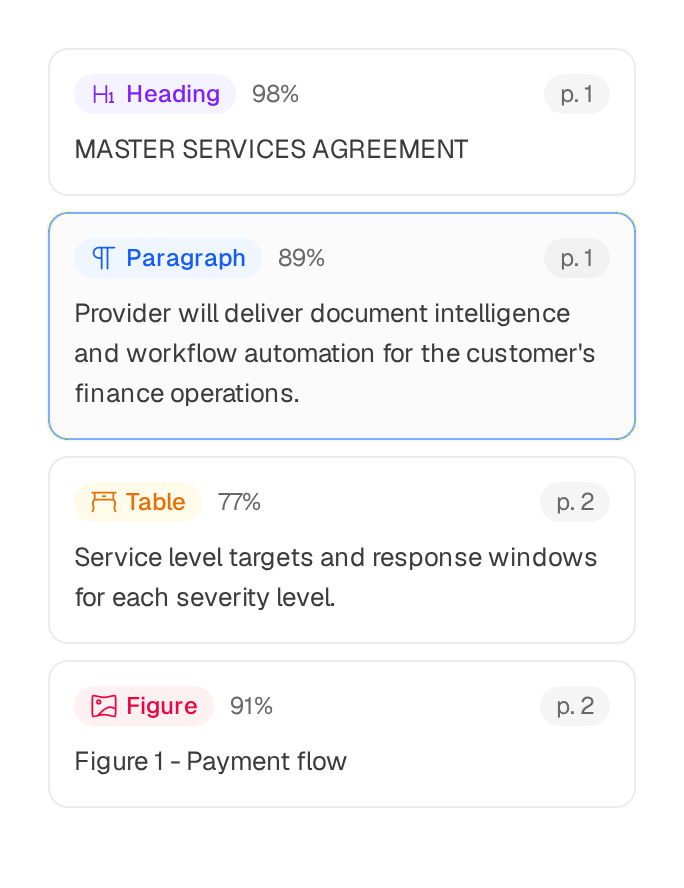 H1 Heading 98% p. 1
MASTER SERVICES AGREEMENT
Paragraph 89% p. 1
Provider will deliver document intelligence
and workflow automation for the customer's
finance operations.
Table 77% p. 2
Service level targets and response windows
for each severity level.
Figure 91% p. 2
Figure 1 - Payment flow